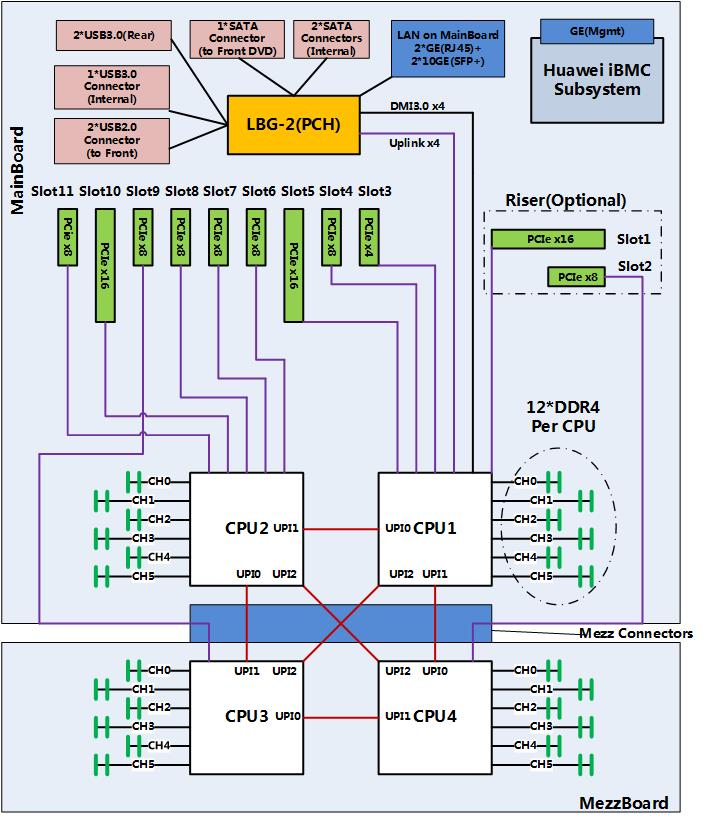 2*USB3.0(Rear)
1*SATA
Connector
(to Front DVD)
2*SATA
Connectors
(Internal)
LAN on MainBoard
2*GE(RJ45)+
2*10GE(SFP+)
GE(Mgmt)
Huawei iBMC
Subsystem
1*USB3.0
Connector
(Internal)
2*USB2.0
Connector
(to Front)
LBG-2(PCH)
DMI3.0 x4
Uplink x4
MainBoard
Slot11
Slot10
Slot9
Slot8
Slot7
Slot6
Slot5
Slot4
Slot3
PCIe x8
PCIe x16
PCIe x8
PCIe x8
PCIe x8
PCIe x8
PCIe x16
PCIe x8
PCIe x4
Riser(Optional)
PCIe x16
Slot1
Slot2
PCIe x8
12*DDR4
Per CPU
CH0
CH1
CH2
CH3
CH4
CH5
CPU2
UPI1
UPI0
UPI2
UPI0
CPU1
UPI2
UPI1
CH0
CH1
CH2
CH3
CH4
CH5
Mezz Connectors
CH0
CH1
CH2
CH3
CH4
CH5
UPI1
UPI2
CPU3
UPI0
UPI2
UPI0
UPI1
CPU4
CH0
CH1
CH2
CH3
CH4
CH5
MezzBoard